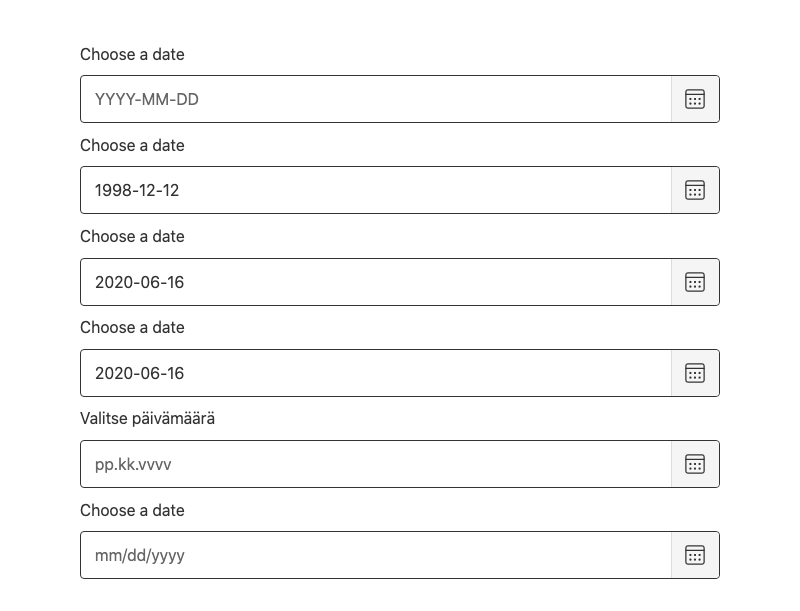 Choose a date
YYYY-MM-DD
Choose a date
1998-12-12
Choose a date
2020-06-16
Choose a date
2020-06-16
Valitse päivämäärä
pp.kk.vvvv
Choose a date
mm/dd/yyyy